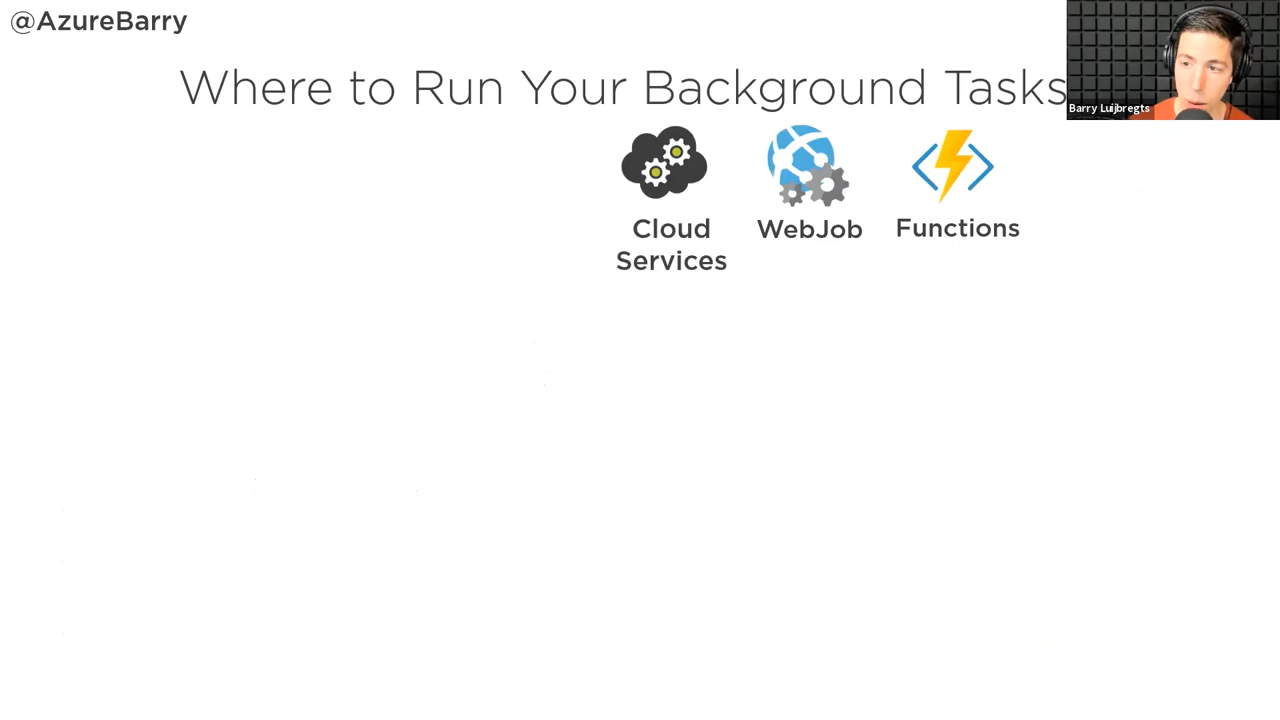 @AzureBarry
Where to Run Your Background Tasks
Barry Luijbregts
Cloud
Services
WebJob
Functions